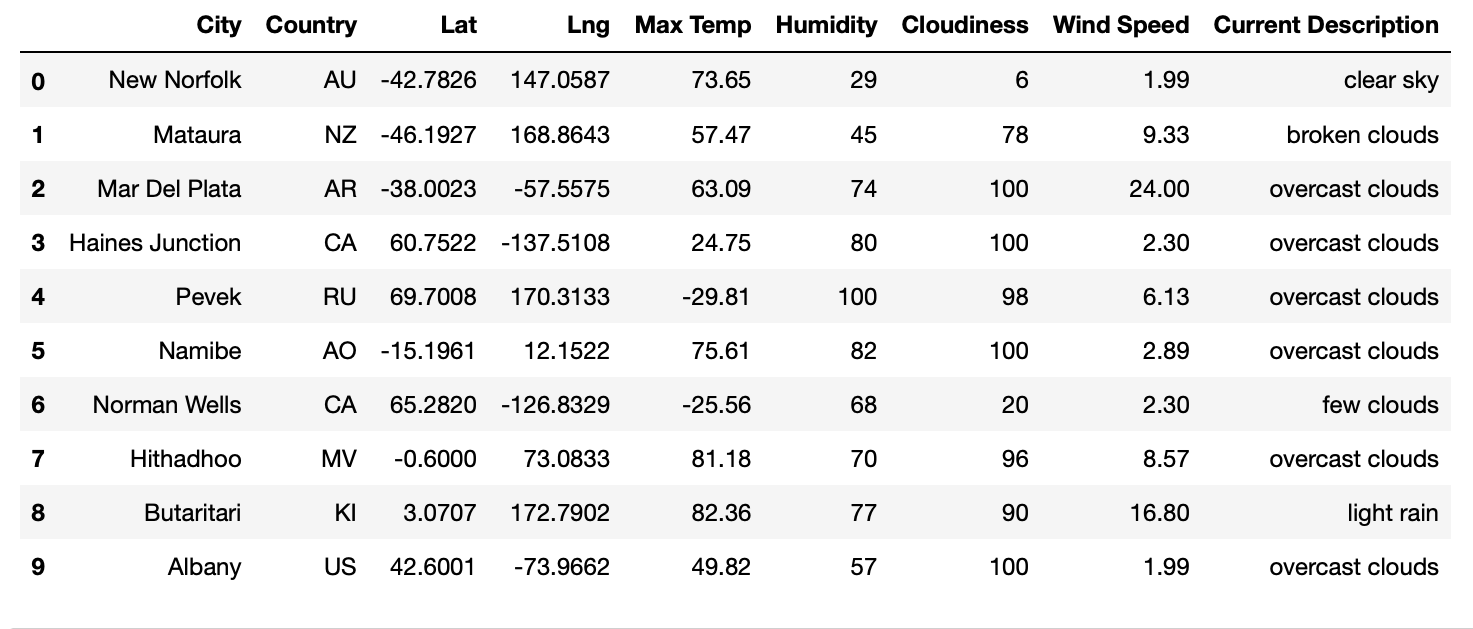 City Country Lat Lng Max Temp Humidity Cloudiness Wind Speed Current Description
0 New Norfolk AU -42.7826 147.0587 73.65 29 6 1.99 clear sky
1 Mataura NZ -46.1927 168.8643 57.47 45 78 9.33 broken clouds
2 Mar Del Plata AR -38.0023 -57.5575 63.09 74 100 24.00 overcast clouds
3 Haines Junction CA 60.7522 -137.5108 24.75 80 100 2.30 overcast clouds
4 Pevek RU 69.7008 170.3133 -29.81 100 98 6.13 overcast clouds
5 Namibe AO -15.1961 12.1522 75.61 82 100 2.89 overcast clouds
6 Norman Wells CA 65.2820 -126.8329 -25.56 68 20 2.30 few clouds
7 Hithadhoo MV -0.6000 73.0833 81.18 70 96 8.57 overcast clouds
8 Butaritari KI 3.0707 172.7902 82.36 77 90 16.80 light rain
9 Albany US 42.6001 -73.9662 49.82 57 100 1.99 overcast clouds